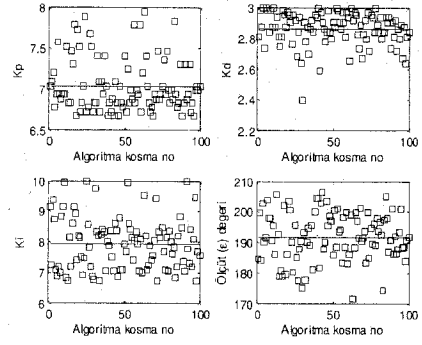 8
7.5
7
6.5
Kp
0 50 100
Algoritma kosma no
3
2.8
2.6
2.4
2.2
Kd
0 50 100
Algoritma kosma no
10
9
8
7
6
Ki
0 50 100
Algoritma kosma no
210
200
190
180
170
Ölçüt (ε) degeri
0 50 100
Algoritma kosma no